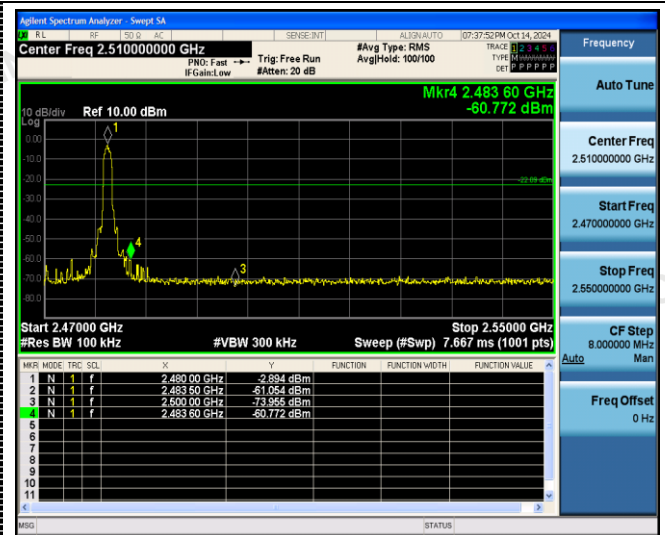 Agilent Spectrum Analyzer - Swept SA
RL RF 50 Ω AC SENSE:INT ALIGNAUTO 07:37:52 PM Oct 14, 2024
Center Freq 2.510000000 GHz
PNO: Fast
IFGain:Low
Trig: Free Run
#Atten: 20 dB
#Avg Type: RMS
Avg|Hold: 100/100
TRACE 1 2 3 4 5 6
TYPE M
DET P P P P P P
Mkr4 2.483 60 GHz
-60.772 dBm
10 dB/div Ref 10.00 dBm
Log
1
0.00
-10.0
-22.09 dBm
-20.0
-30.0
-40.0
-50.0
4
-60.0
3
-70.0
-80.0
Start 2.47000 GHz Stop 2.55000 GHz
#Res BW 100 kHz #VBW 300 kHz Sweep (#Swp) 7.667 ms (1001 pts)
MKR MODE TRC SCL X Y FUNCTION FUNCTION WIDTH FUNCTION VALUE
1 N 1 f 2.480 00 GHz -2.894 dBm
2 N 1 f 2.483 50 GHz -61.054 dBm
3 N 1 f 2.500 00 GHz -73.955 dBm
4 N 1 f 2.483 60 GHz -60.772 dBm
5
6
7
8
9
10
11
MSG STATUS
Frequency
Auto Tune
Center Freq
2.510000000 GHz
Start Freq
2.470000000 GHz
Stop Freq
2.550000000 GHz
CF Step
8.000000 MHz
Auto Man
Freq Offset
0 Hz